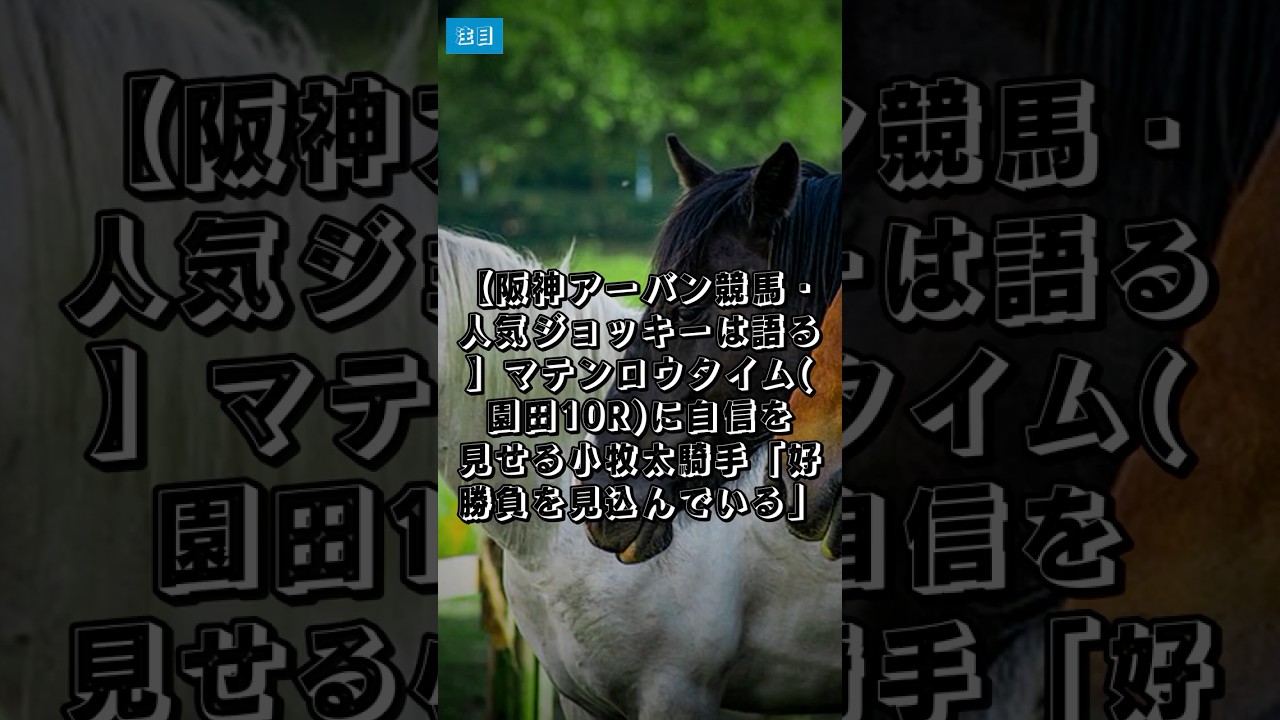 注目
【阪神アーバン競馬・
人気ジョッキーは語る
】マテンロウタイム(
園田10R)に自信を
見せる小牧太騎手「好
勝負を見込んでいる」